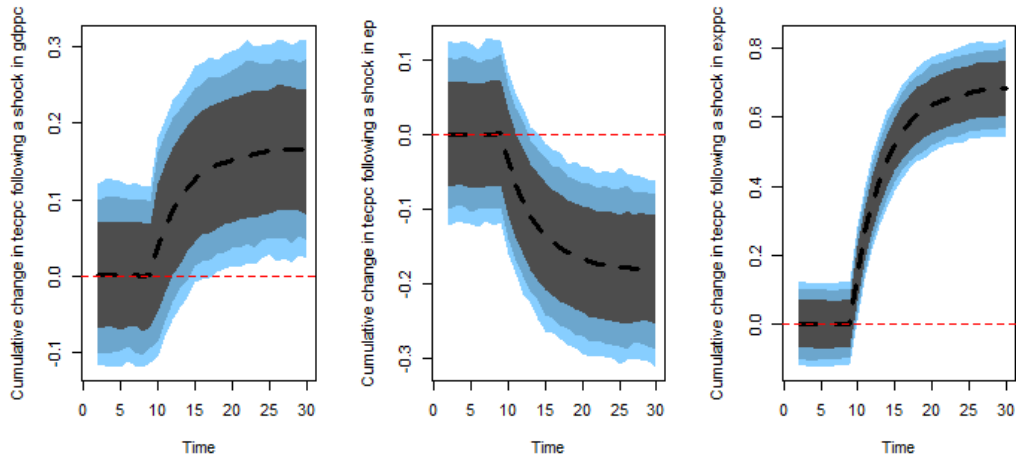 Cumulative change in tecpc following a shock in gdppc
0.3
0.2
0.1
0.0
-0.1
0 5 10 15 20 25 30
Time
Cumulative change in tecpc following a shock in ep
0.1
0.0
-0.1
-0.2
-0.3
0 5 10 15 20 25 30
Time
Cumulative change in tecpc following a shock in exppc
0.8
0.6
0.4
0.2
0.0
0 5 10 15 20 25 30
Time